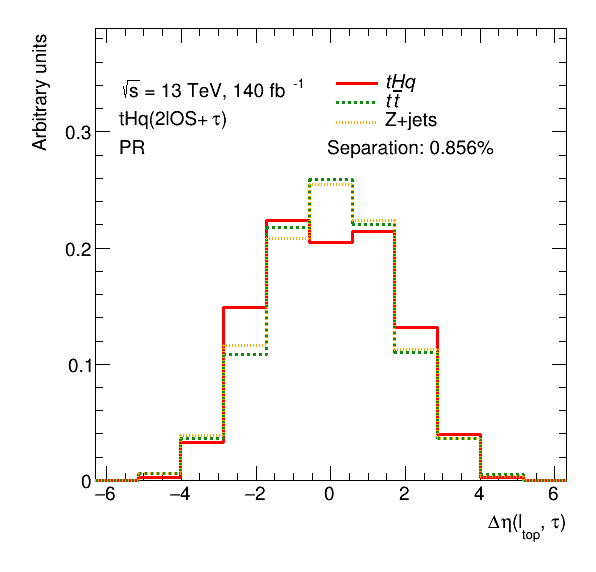 Arbitrary units
√s = 13 TeV, 140 fb⁻¹
tHq(2lOS+ τ)
PR
tHq
tt̅
Z+jets
Separation: 0.856%
0.3
0.2
0.1
0
−6 −4 −2 0 2 4 6
Δη(l_top, τ)